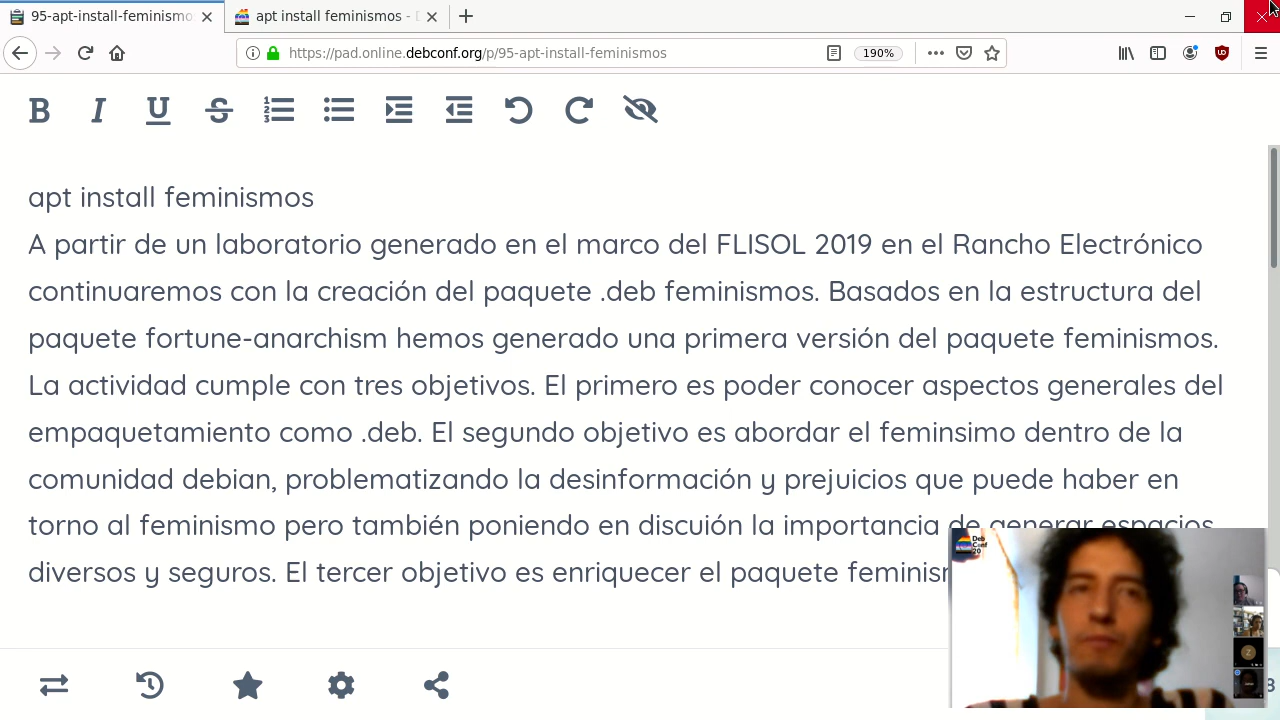 95-apt-install-feminismo
apt install feminismos -
https://pad.online.debconf.org/p/95-apt-install-feminismos
190%
apt install feminismos
A partir de un laboratorio generado en el marco del FLISOL 2019 en el Rancho Electrónico
continuaremos con la creación del paquete .deb feminismos. Basados en la estructura del
paquete fortune-anarchism hemos generado una primera versión del paquete feminismos.
La actividad cumple con tres objetivos. El primero es poder conocer aspectos generales del
empaquetamiento como .deb. El segundo objetivo es abordar el feminsimo dentro de la
comunidad debian, problematizando la desinformación y prejuicios que puede haber en
torno al feminismo pero también poniendo en discuión la importancia de generar espacios
diversos y seguros. El tercer objetivo es enriquecer el paquete
Deb
Conf
20